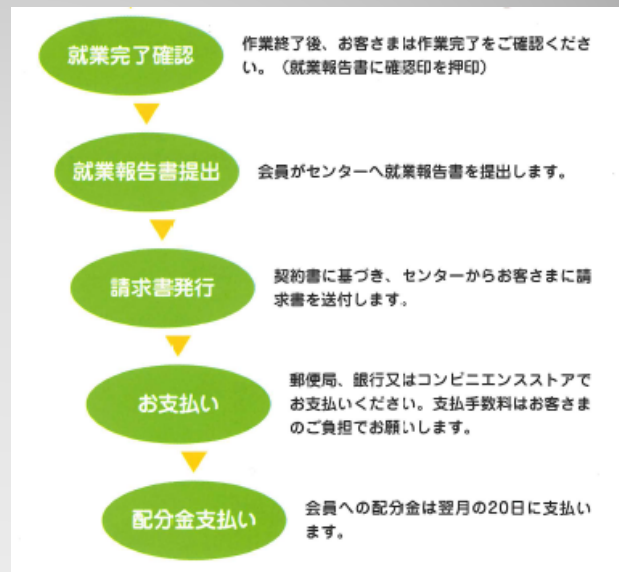 就業完了確認
作業終了後、お客さまは作業完了をご確認くださ
い。（就業報告書に確認印を押印）
就業報告書提出
会員がセンターへ就業報告書を提出します。
請求書発行
契約書に基づき、センターからお客さまに請
求書を送付します。
お支払い
郵便局、銀行又はコンビニエンスストアで
お支払いください。支払手数料はお客さま
のご負担でお願いします。
配分金支払い
会員への配分金は翌月の20日に支払い
ます。